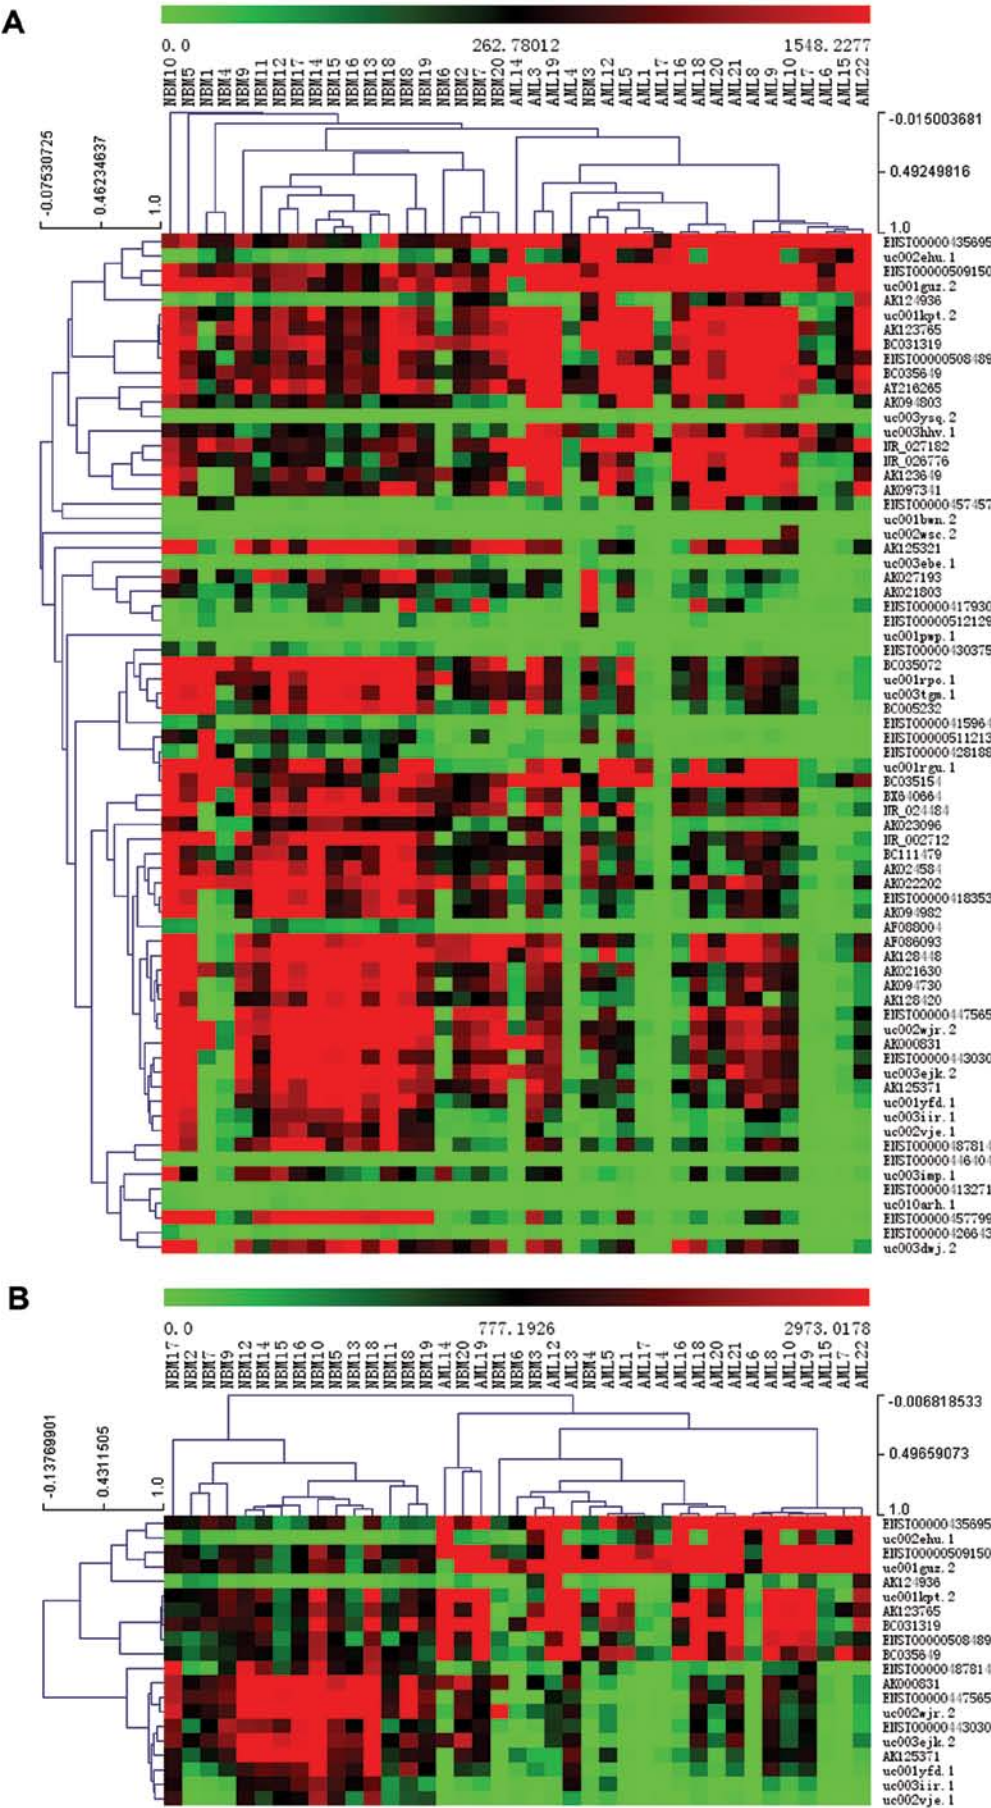 A
0.0 262.78012 1548.2277
NBM10 NBM5 NBM1 NBM4 NBM9 NBM11 NBM12 NBM17 NBM14 NBM15 NBM16 NBM13 NBM18 NBM8 NBM19 NBM6 NBM2 NBM7 NBM20 AML14 AML3 AML19 AML4 NBM3 AML12 AML5 AML1 AML17 AML16 AML18 AML20 AML21 AML8 AML9 AML10 AML7 AML6 AML15 AML22
-0.07530725 0.46234637 1.0
-0.015003681
0.49249816
1.0
ENST00000435695
uc002ehu.1
ENST00000509150
uc001guz.2
AK124936
uc001kpt.2
AK123765
BC031319
ENST00000508489
BC035649
AY216265
AK094803
uc003ysq.2
uc003hhv.1
NR_027182
NR_026776
AK123649
AK097341
ENST00000457457
uc001bwn.2
uc002wsc.2
AK125321
uc003ebe.1
AK027193
AK021803
ENST00000417930
ENST00000512129
uc001pwp.1
ENST00000430375
BC035072
uc001rpo.1
uc003tgm.1
BC005232
ENST00000415964
ENST00000511213
ENST00000428188
uc001rgu.1
BC035154
BX640664
NR_024484
AK023096
NR_002712
BC111479
AK024584
AK022202
ENST00000418353
AK094982
AF088004
AF086093
AK128448
AK021630
AK094730
AK128420
ENST00000447565
uc002wjr.2
AK000831
ENST00000443030
uc003ejk.2
AK125371
uc001yfd.1
uc003iir.1
uc002vje.1
ENST00000487814
ENST00000446404
uc003imp.1
ENST00000413271
uc010arh.1
ENST00000457799
ENST00000426643
uc003dwj.2
B
0.0 777.1926 2973.0178
NBM17 NBM2 NBM7 NBM9 NBM12 NBM14 NBM15 NBM16 NBM10 NBM5 NBM13 NBM18 NBM11 NBM8 NBM19 AML14 NBM20 AML19 NBM1 NBM6 NBM3 AML12 AML3 NBM4 AML5 AML1 AML17 AML4 AML16 AML18 AML20 AML21 AML6 AML8 AML10 AML9 AML15 AML7 AML22
-0.13769901 0.4311505 1.0
-0.006818533
0.49659073
1.0
ENST00000435695
uc002ehu.1
ENST00000509150
uc001guz.2
AK124936
uc001kpt.2
AK123765
BC031319
ENST00000508489
BC035649
ENST00000487814
AK000831
ENST00000447565
uc002wjr.2
ENST00000443030
uc003ejk.2
AK125371
uc001yfd.1
uc003iir.1
uc002vje.1